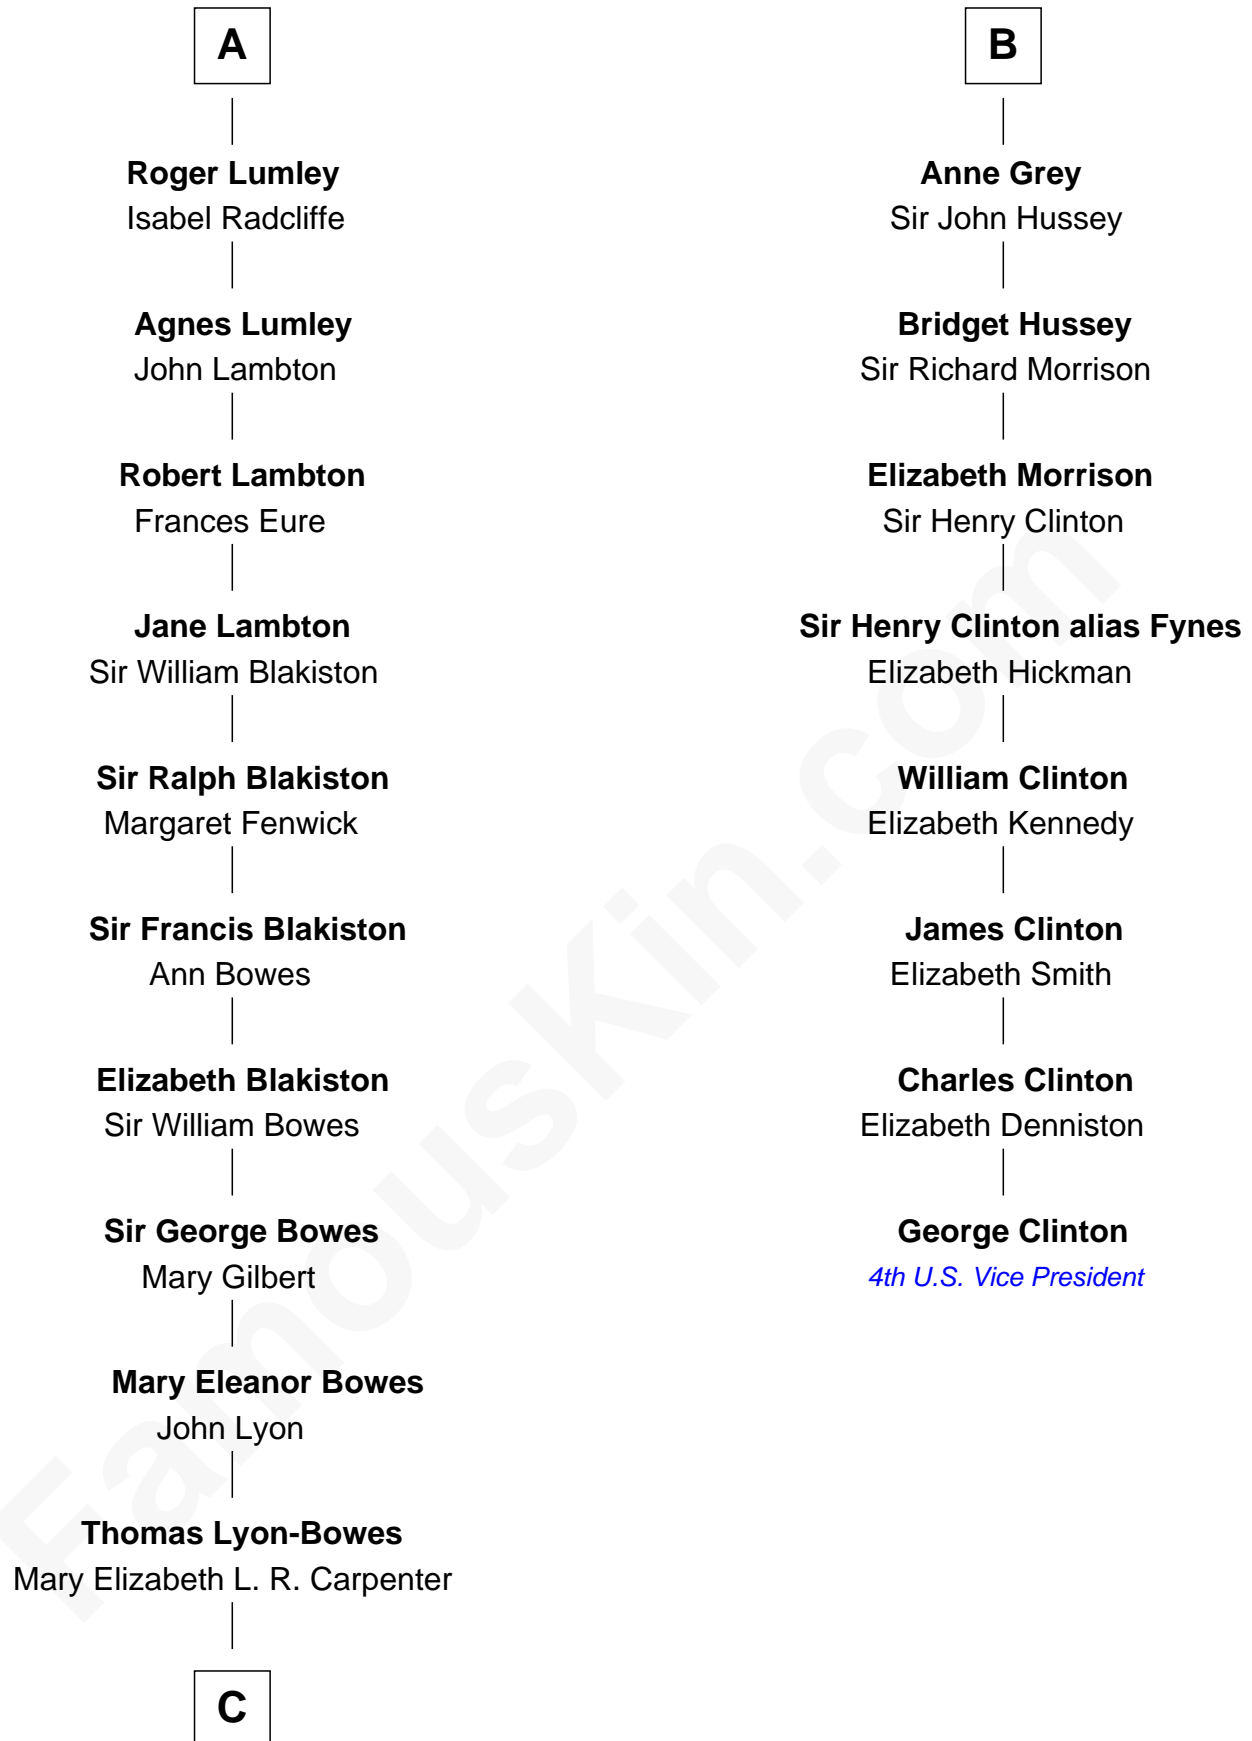 A
Roger Lumley
Isabel Radcliffe
Agnes Lumley
John Lambton
Robert Lambton
Frances Eure
Jane Lambton
Sir William Blakiston
Sir Ralph Blakiston
Margaret Fenwick
Sir Francis Blakiston
Ann Bowes
Elizabeth Blakiston
Sir William Bowes
Sir George Bowes
Mary Gilbert
Mary Eleanor Bowes
John Lyon
Thomas Lyon-Bowes
Mary Elizabeth L. R. Carpenter
C
B
Anne Grey
Sir John Hussey
Bridget Hussey
Sir Richard Morrison
Elizabeth Morrison
Sir Henry Clinton
Sir Henry Clinton alias Fynes
Elizabeth Hickman
William Clinton
Elizabeth Kennedy
James Clinton
Elizabeth Smith
Charles Clinton
Elizabeth Denniston
George Clinton
4th U.S. Vice President
FamousKin.com